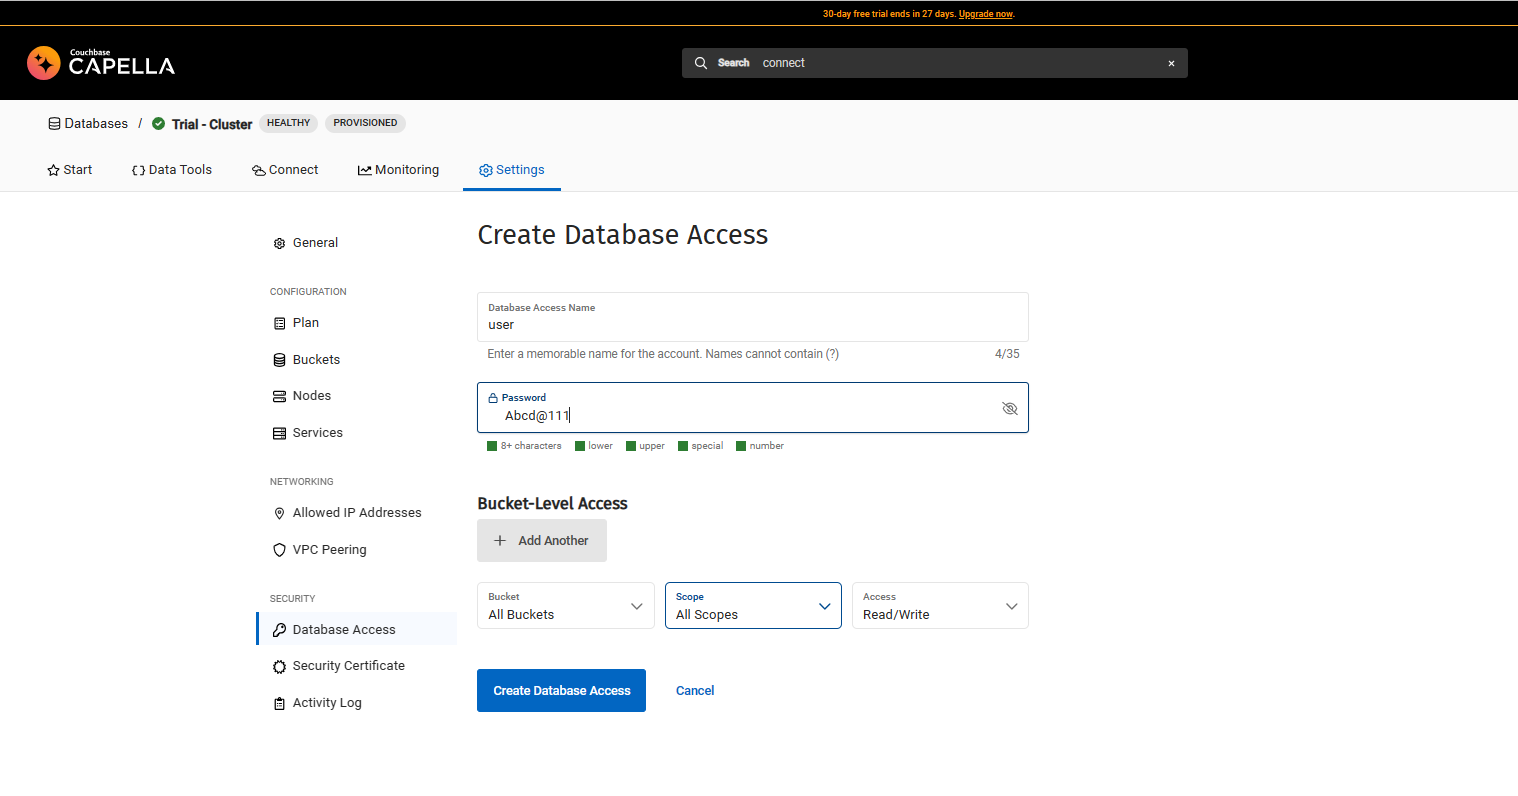 30-day free trial ends in 27 days. Upgrade now.
Couchbase
CAPELLA
Search connect ×
Databases / Trial - Cluster HEALTHY PROVISIONED
Start Data Tools Connect Monitoring Settings
General
CONFIGURATION
Plan
Buckets
Nodes
Services
NETWORKING
Allowed IP Addresses
VPC Peering
SECURITY
Database Access
Security Certificate
Activity Log
Create Database Access
Database Access Name
user
Enter a memorable name for the account. Names cannot contain (?) 4/35
Password
Abcd@111
8+ characters lower upper special number
Bucket-Level Access
+ Add Another
Bucket
All Buckets
Scope
All Scopes
Access
Read/Write
Create Database Access Cancel